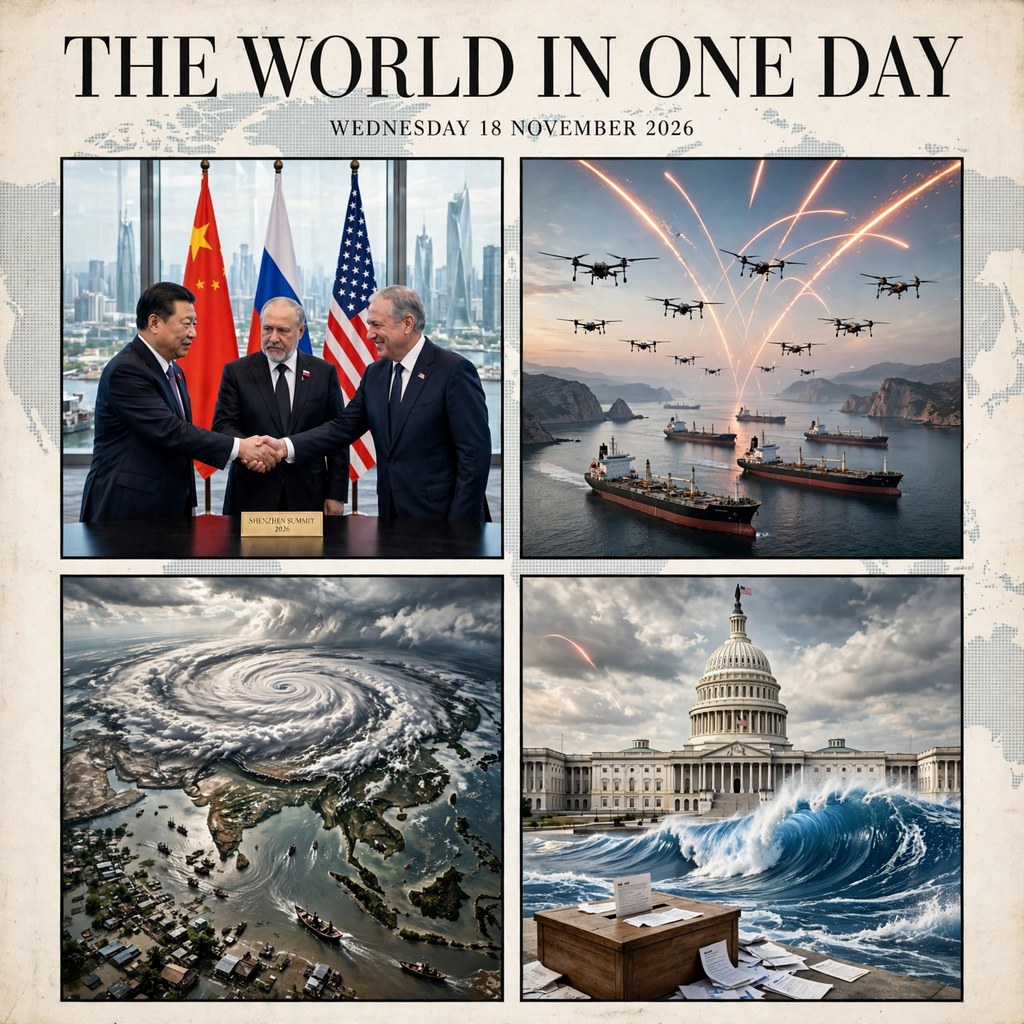 THE WORLD IN ONE DAY
WEDNESDAY 18 NOVEMBER 2026
SHENZHEN SUMMIT
2026